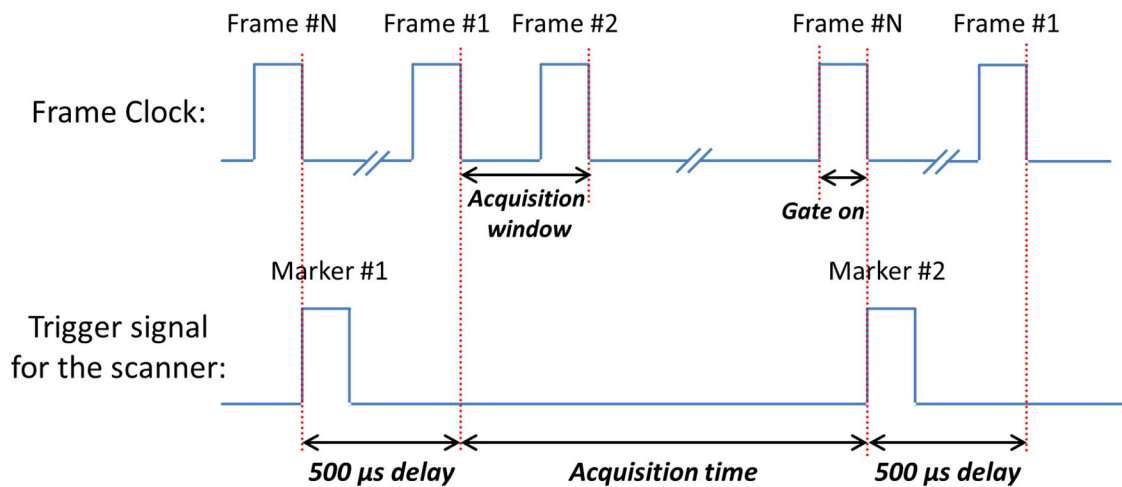 Frame #N
Frame #1
Frame #2
Frame #N
Frame #1
Frame Clock:
Acquisition
window
Gate on
Marker #1
Marker #2
Trigger signal
for the scanner:
500 µs delay
Acquisition time
500 µs delay